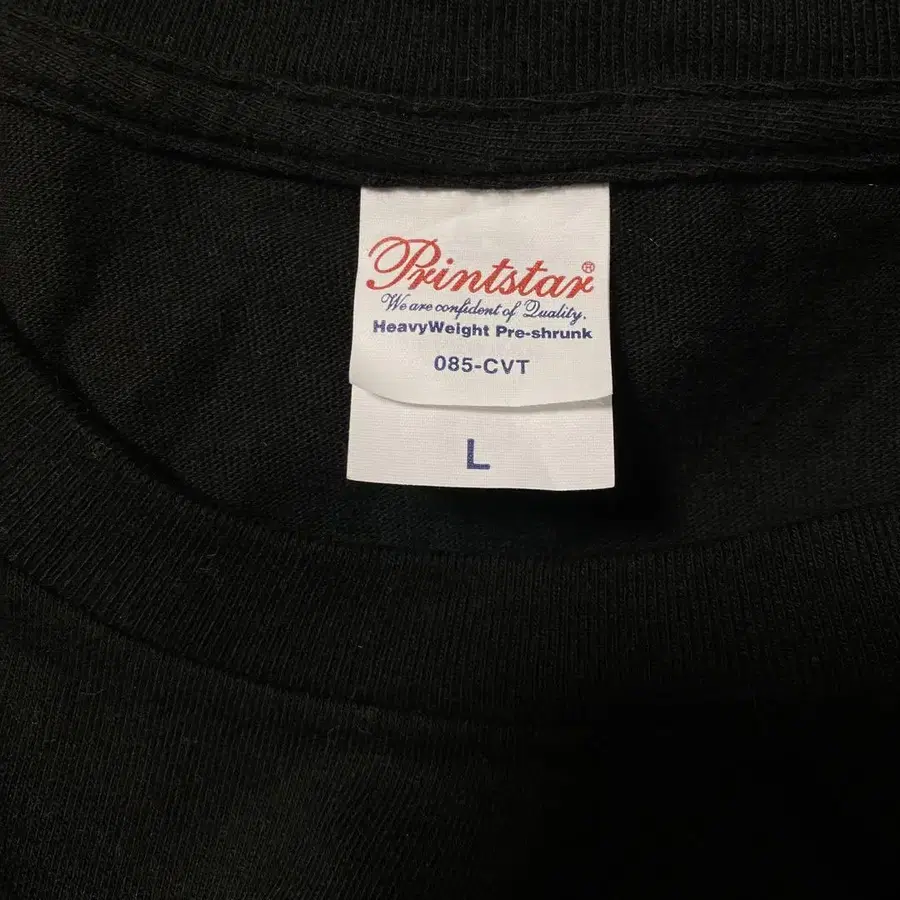 Printstar®
We are confident of Quality.
HeavyWeight Pre-shrunk
085-CVT
L